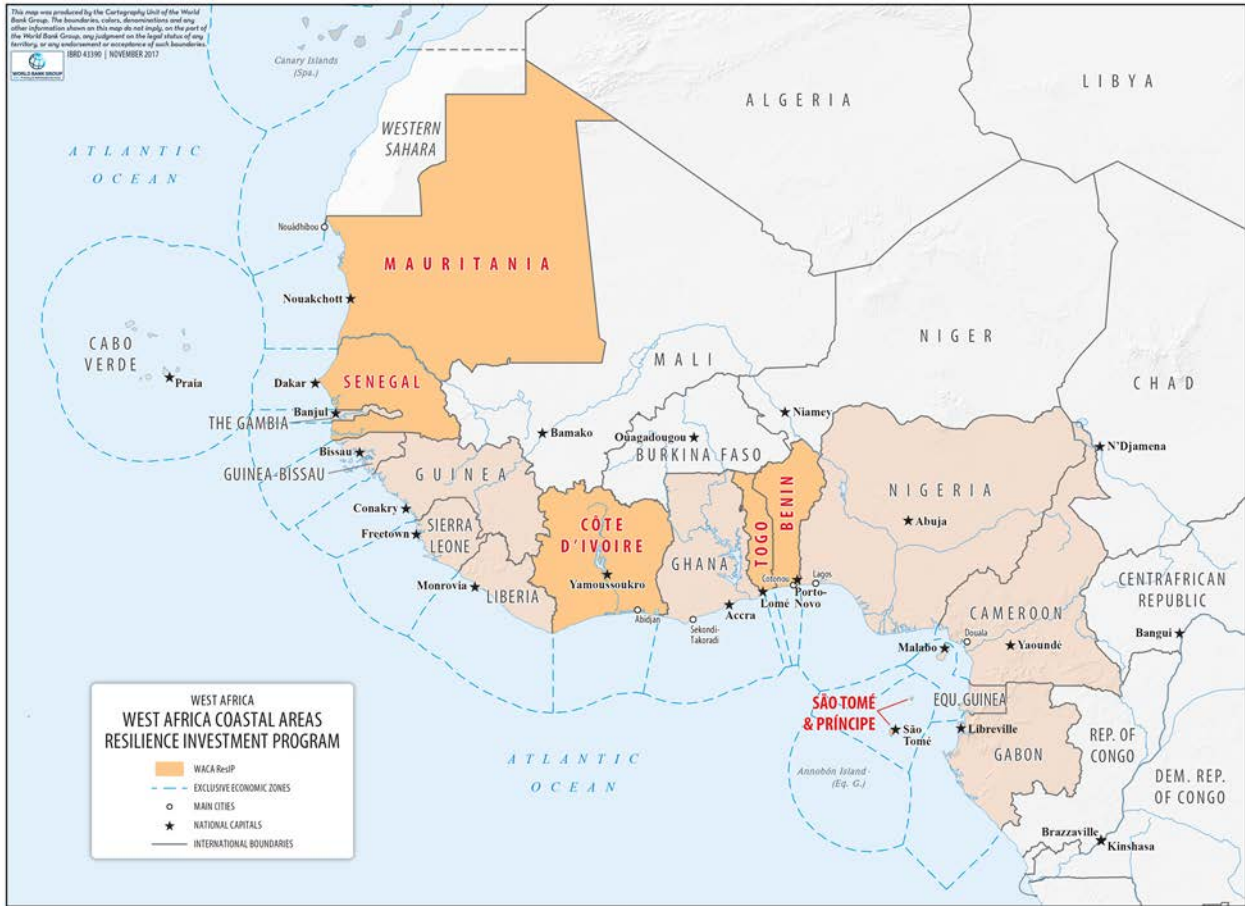 This map was produced by the Cartography Unit of the World
Bank Group. The boundaries, colors, denominations and any
other information shown on this map do not imply, on the part of
the World Bank Group, any judgment on the legal status of any
territory, or any endorsement or acceptance of such boundaries.
WORLD BANK GROUP
IBRD 43390 | NOVEMBER 2017
Canary Islands
(Spa.)
ALGERIA
LIBYA
WESTERN
SAHARA
ATLANTIC
OCEAN
Nouâdhibou
MAURITANIA
Nouakchott
CABO
VERDE
Praia
NIGER
MALI
CHAD
Dakar
SENEGAL
Banjul
THE GAMBIA
Niamey
Bamako
Ouagadougou
BURKINA FASO
N'Djamena
Bissau
GUINEA-BISSAU
GUINEA
NIGERIA
Abuja
Conakry
Freetown
SIERRA
LEONE
CÔTE
D'IVOIRE
Yamoussoukro
GHANA
TOGO
BENIN
Cotonou
Lagos
Porto-
Novo
Lomé
Accra
Monrovia
LIBERIA
Abidjan
Sekondi-
Takoradi
CENTRAFRICAN
REPUBLIC
Bangui
CAMEROON
Douala
Yaoundé
Malabo
EQU. GUINEA
SÃO TOMÉ
& PRÍNCIPE
São
Tomé
Libreville
GABON
REP. OF
CONGO
DEM. REP.
OF CONGO
Annobón Island
(Eq. G.)
ATLANTIC
OCEAN
Brazzaville
Kinshasa
WEST AFRICA
WEST AFRICA COASTAL AREAS
RESILIENCE INVESTMENT PROGRAM
WACA ResIP
EXCLUSIVE ECONOMIC ZONES
MAIN CITIES
NATIONAL CAPITALS
INTERNATIONAL BOUNDARIES